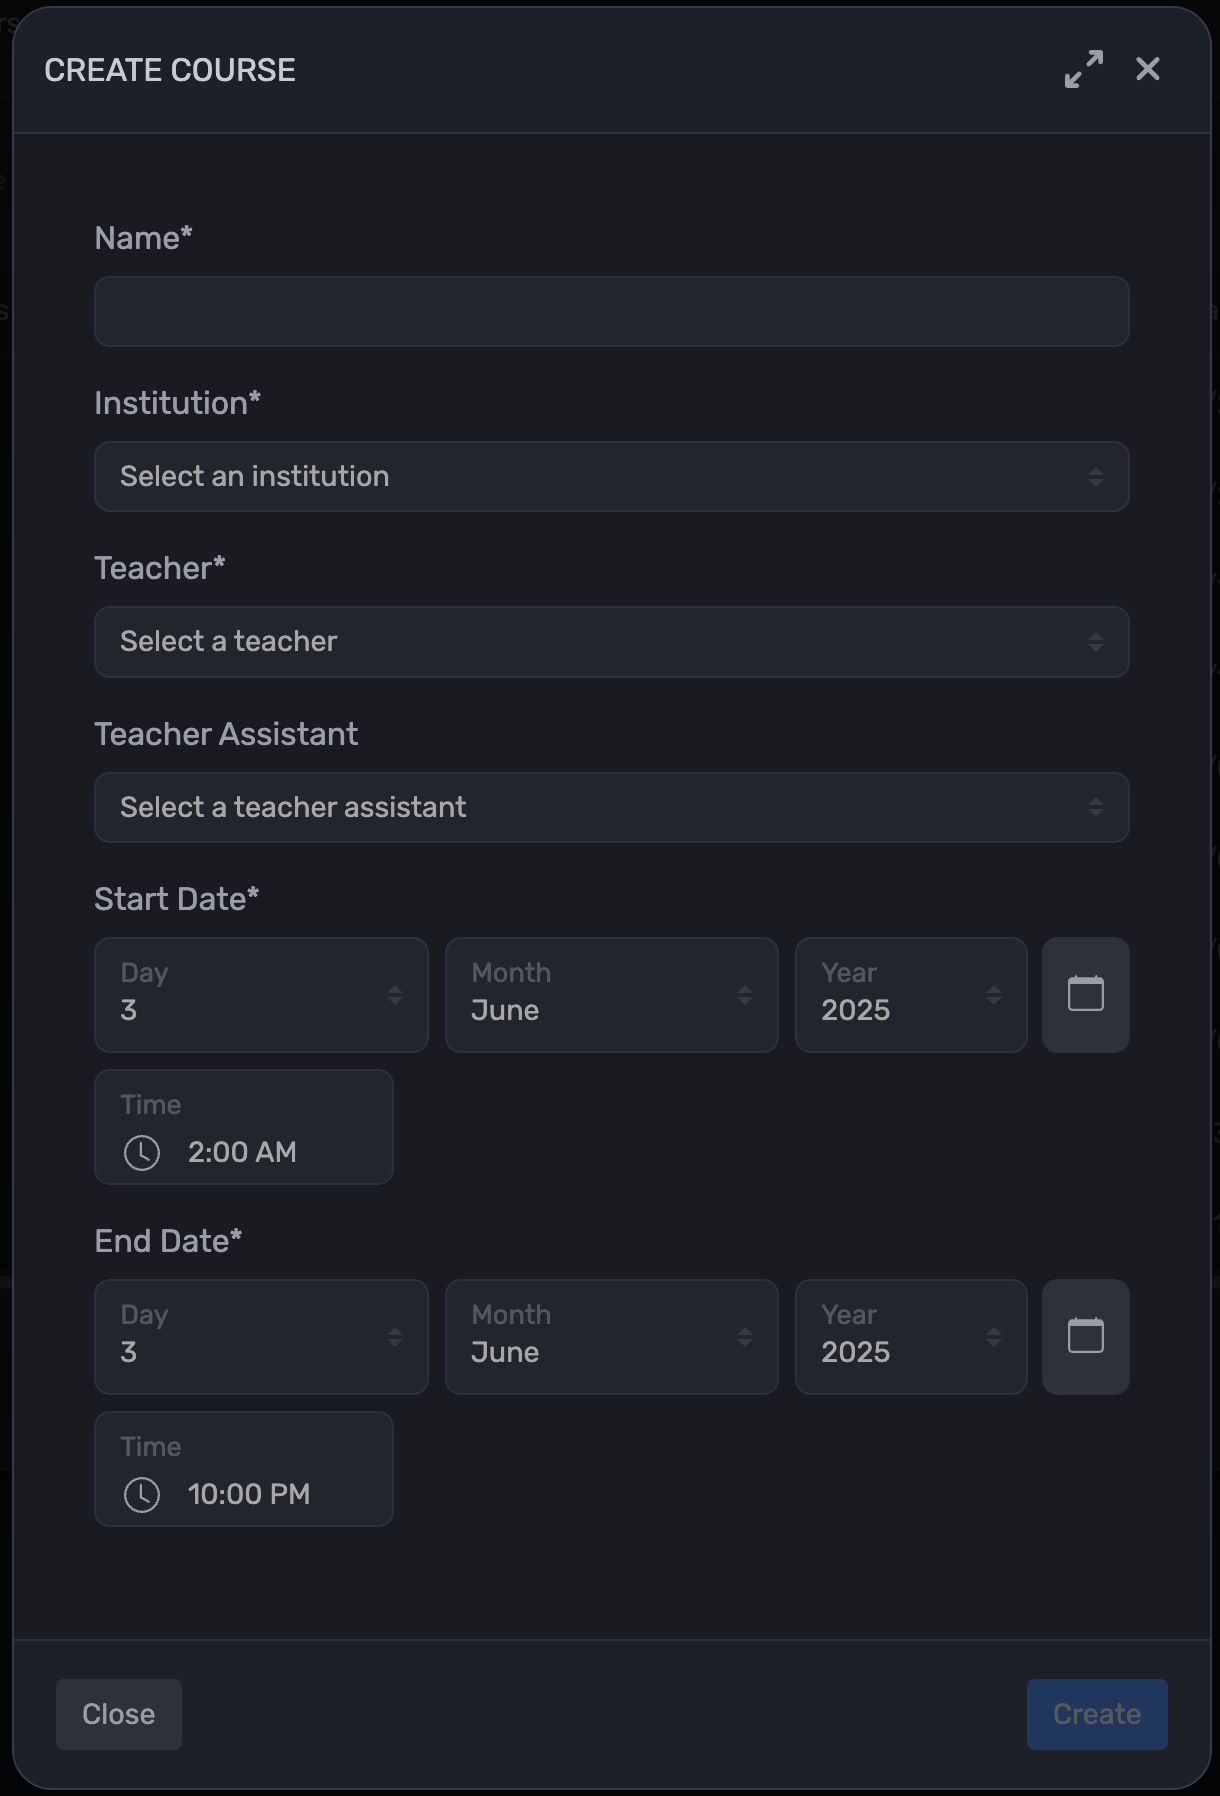 CREATE COURSE
Name*
Institution*
Select an institution
Teacher*
Select a teacher
Teacher Assistant
Select a teacher assistant
Start Date*
Day Month Year
3 June 2025
Time
2:00 AM
End Date*
Day Month Year
3 June 2025
Time
10:00 PM
Close Create